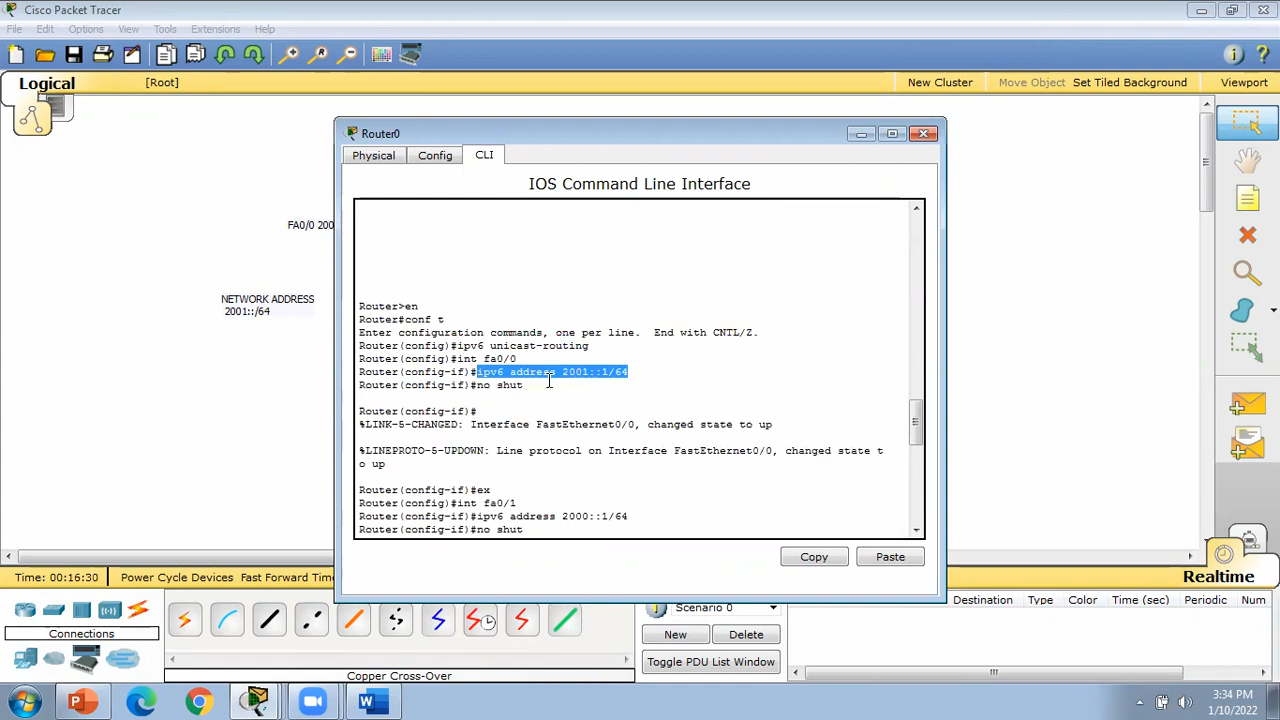 Cisco Packet Tracer
File Edit Options View Tools Extensions Help
Logical
[Root]
New Cluster
Move Object
Set Tiled Background
Viewport
FA0/0 200
NETWORK ADDRESS
2001::/64
Router0
Physical
Config
CLI
IOS Command Line Interface
Router>en
Router#conf t
Enter configuration commands, one per line.  End with CNTL/Z.
Router(config)#ipv6 unicast-routing
Router(config)#int fa0/0
Router(config-if)#ipv6 address 2001::1/64
Router(config-if)#no shut
Router(config-if)#
%LINK-5-CHANGED: Interface FastEthernet0/0, changed state to up
%LINEPROTO-5-UPDOWN: Line protocol on Interface FastEthernet0/0, changed state t
o up
Router(config-if)#ex
Router(config)#int fa0/1
Router(config-if)#ipv6 address 2000::1/64
Router(config-if)#no shut
Copy
Paste
Time: 00:16:30
Power Cycle Devices
Fast Forward Tim
Realtime
Connections
Copper Cross-Over
Scenario 0
New
Delete
Toggle PDU List Window
Destination
Type
Color
Time (sec)
Periodic
Num
3:34 PM
1/10/2022